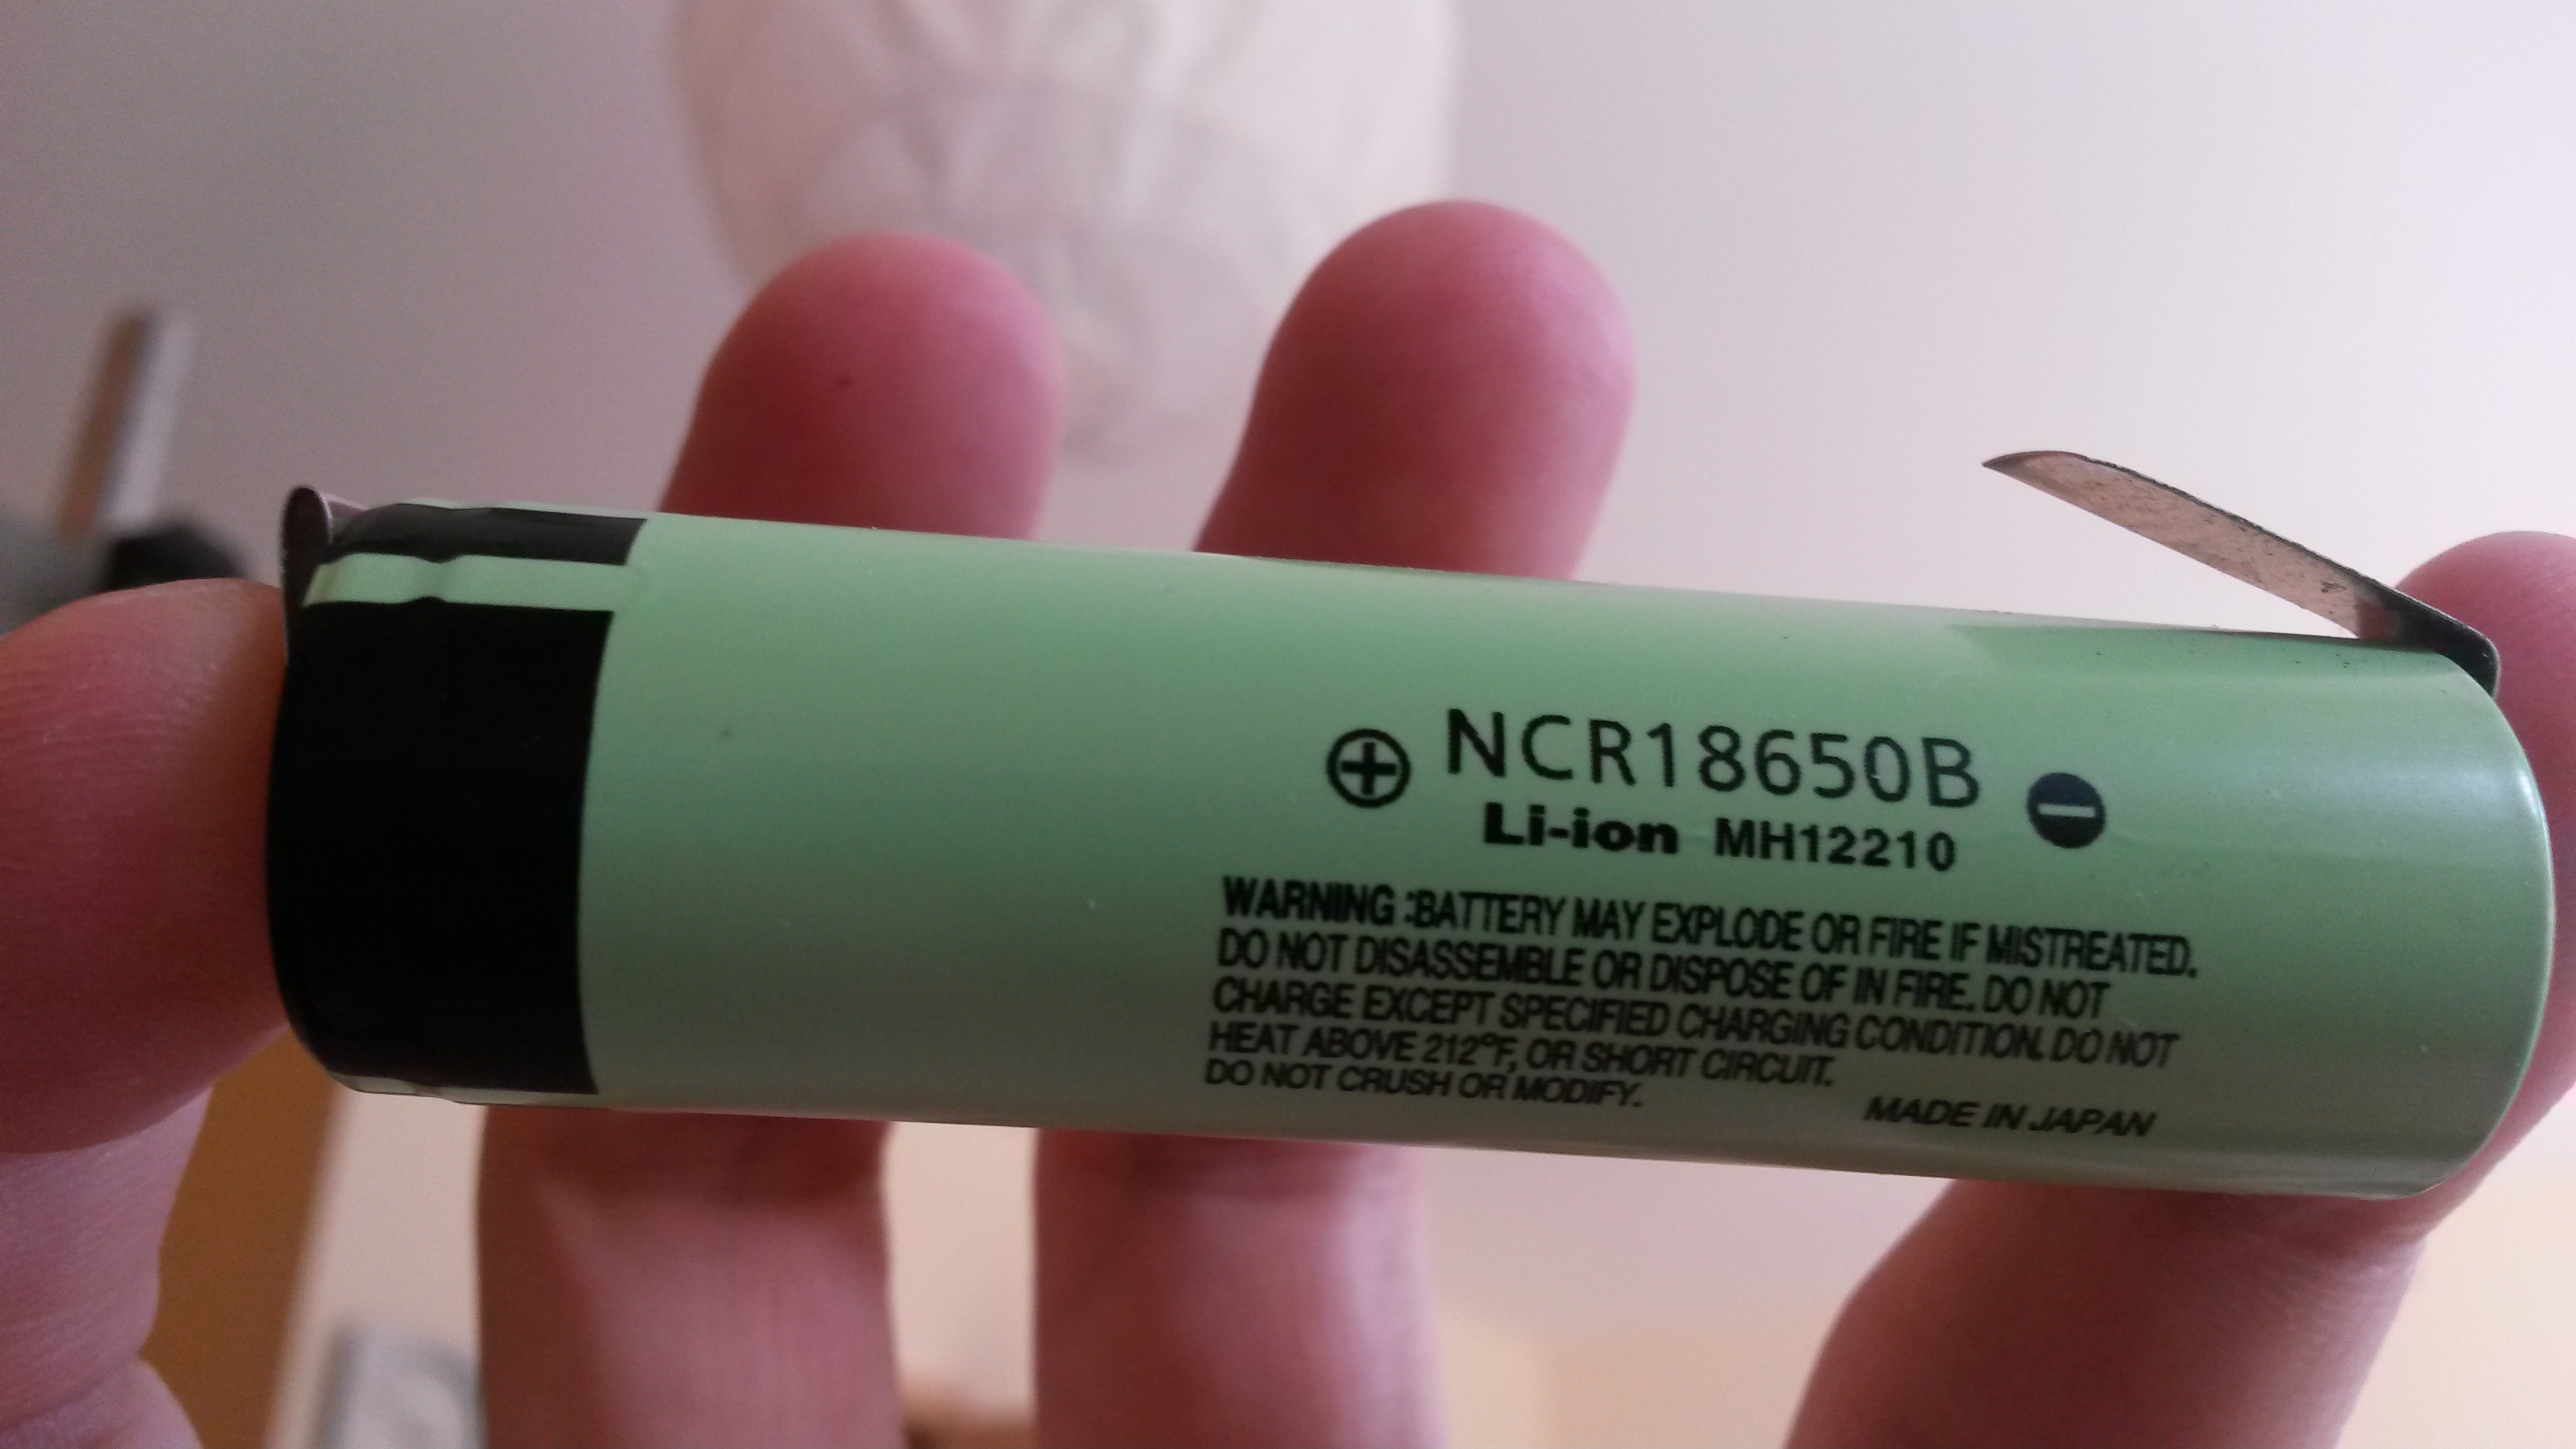 ⊕ NCR18650B ⊖
Li-ion MH12210
WARNING :BATTERY MAY EXPLODE OR FIRE IF MISTREATED.
DO NOT DISASSEMBLE OR DISPOSE OF IN FIRE. DO NOT
CHARGE EXCEPT SPECIFIED CHARGING CONDITION. DO NOT
HEAT ABOVE 212°F, OR SHORT CIRCUIT.
DO NOT CRUSH OR MODIFY.
MADE IN JAPAN